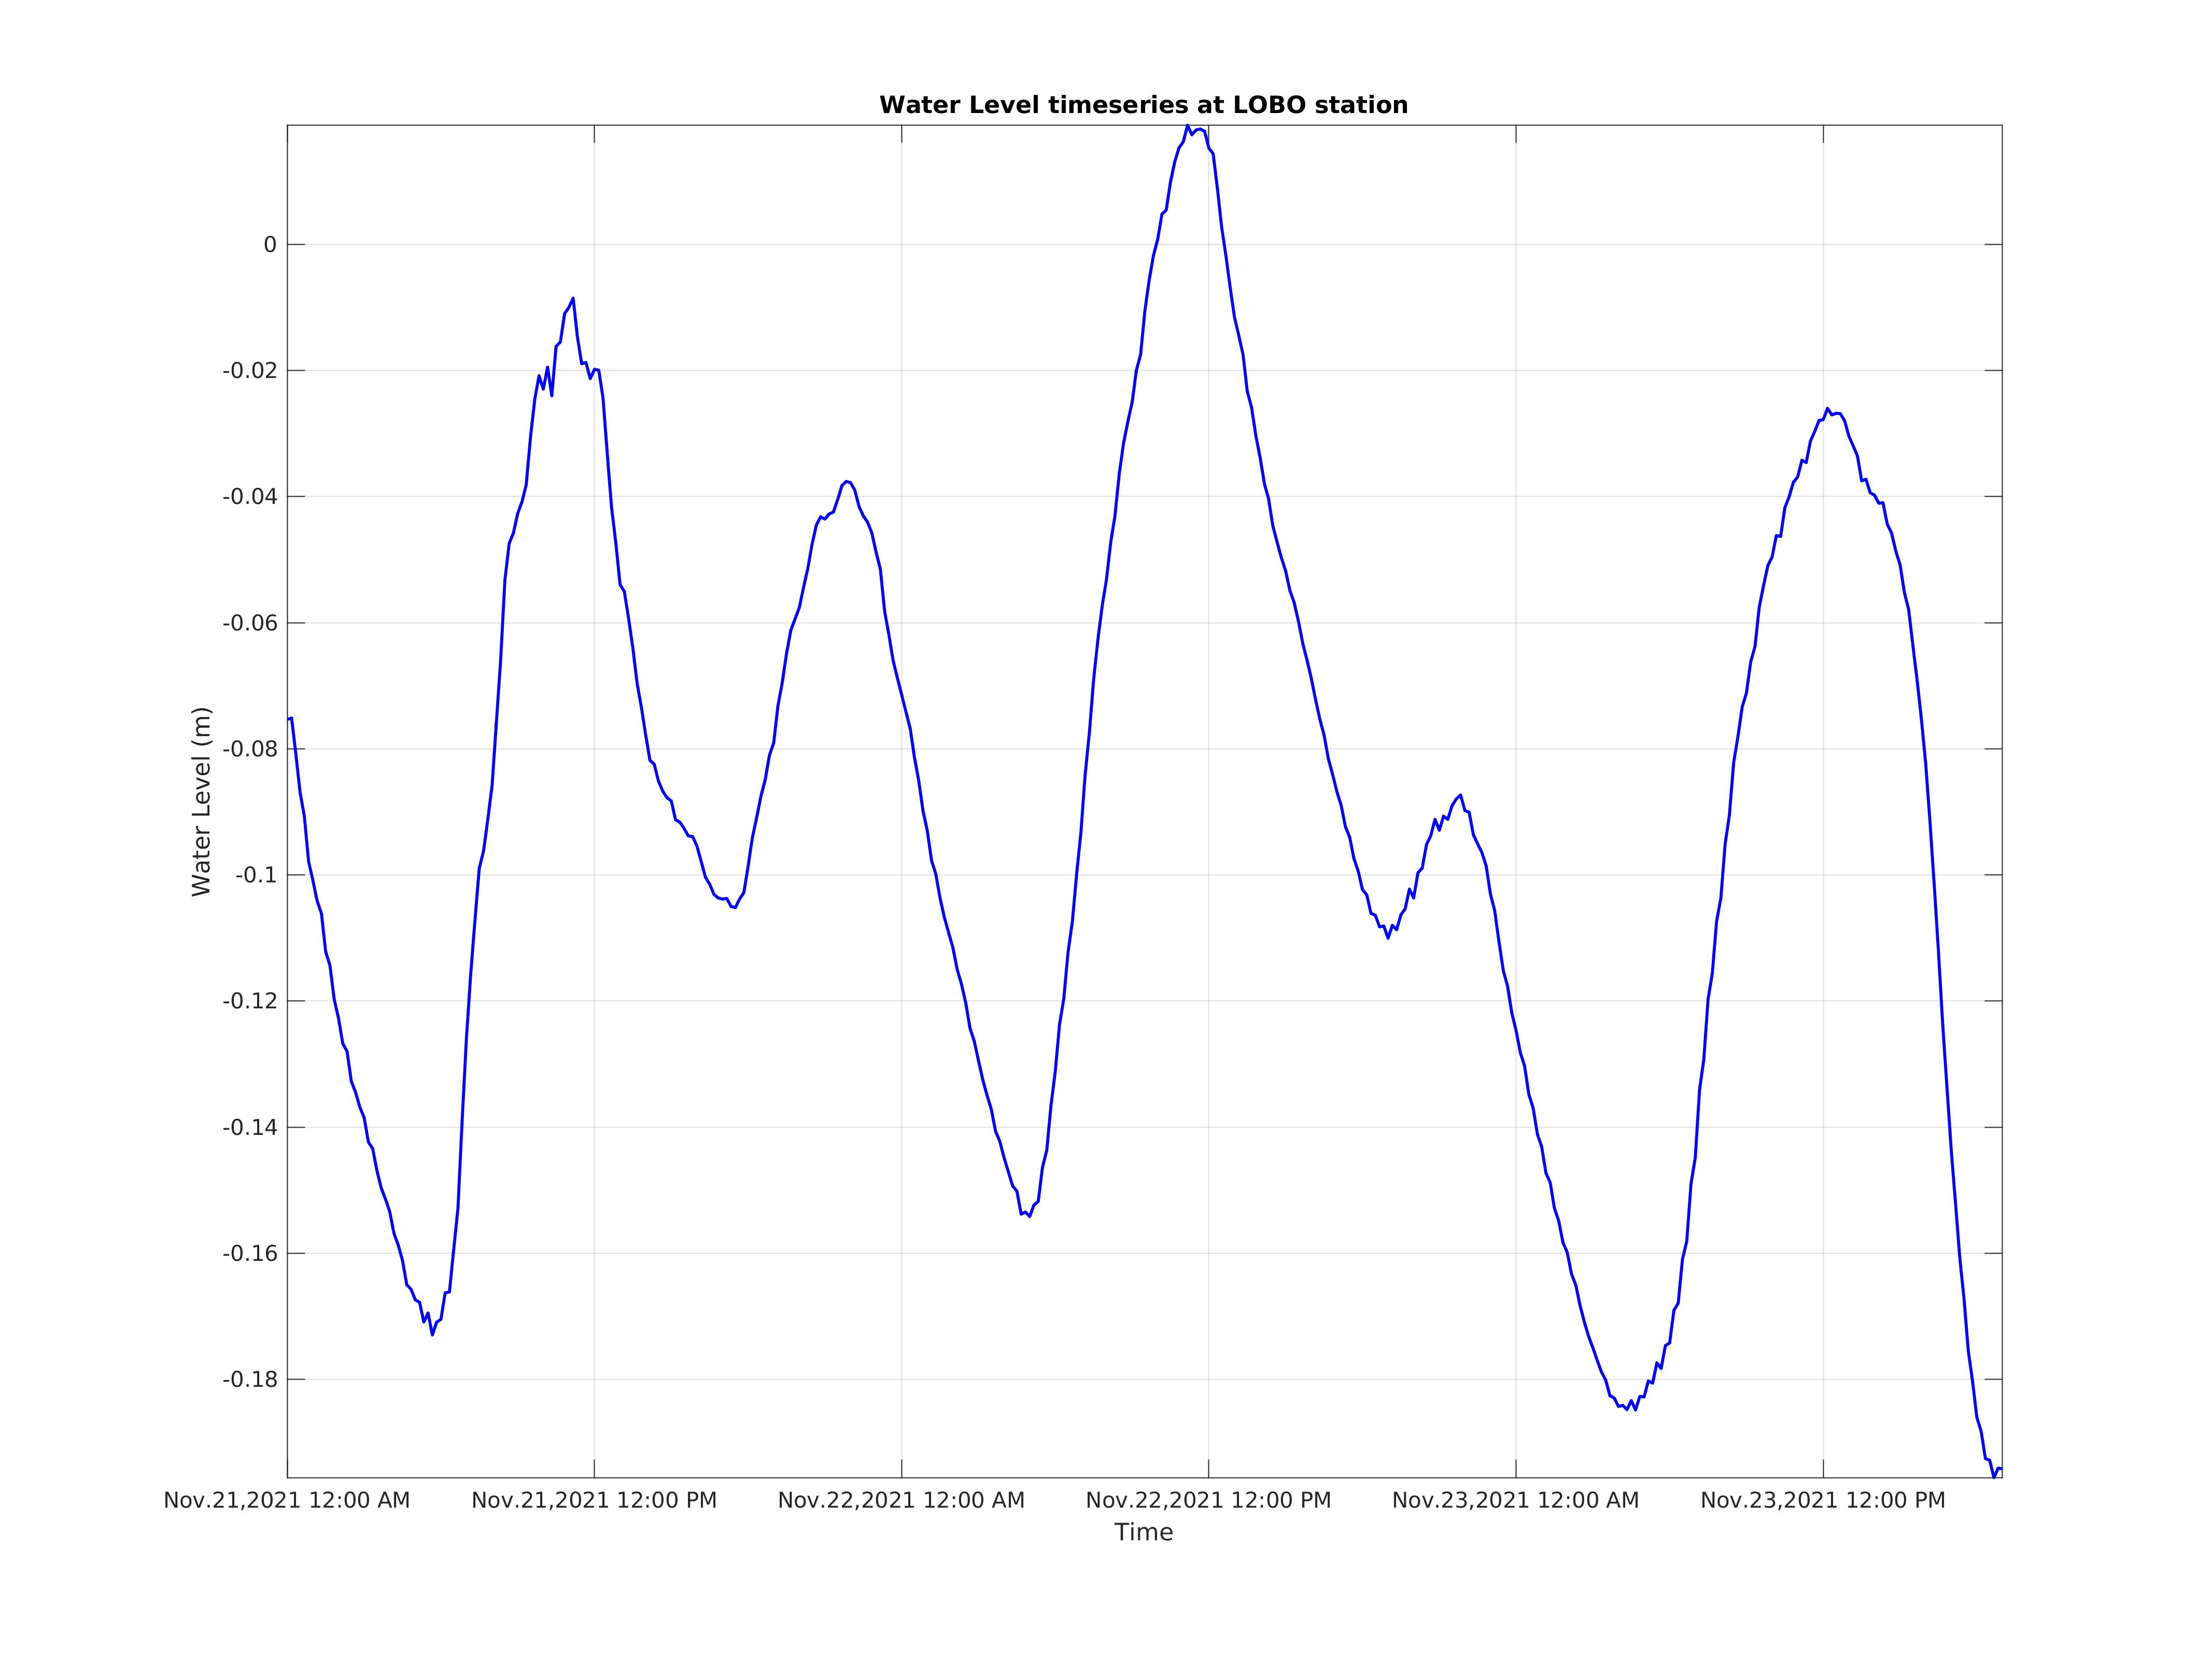 Water Level timeseries at LOBO station
0
-0.02
-0.04
-0.06
-0.08
-0.1
-0.12
-0.14
-0.16
-0.18
Water Level (m)
Nov.21,2021 12:00 AM Nov.21,2021 12:00 PM Nov.22,2021 12:00 AM Nov.22,2021 12:00 PM Nov.23,2021 12:00 AM Nov.23,2021 12:00 PM
Time